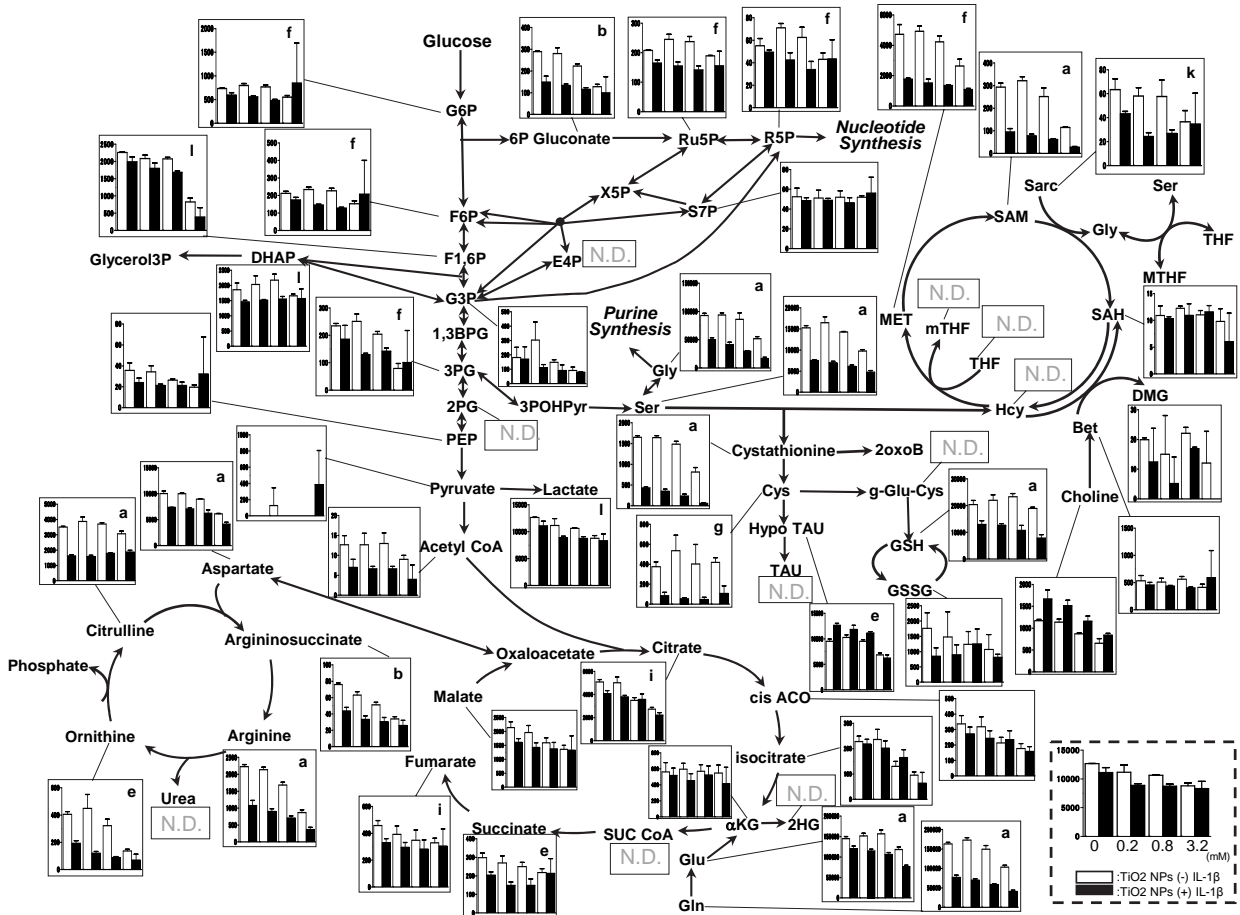 Glucose
G6P
6P Gluconate
Ru5P
R5P
Nucleotide
Synthesis
X5P
S7P
F6P
E4P
N.D.
F1,6P
DHAP
Glycerol3P
G3P
1,3BPG
3PG
2PG
N.D.
3POHPyr
PEP
Pyruvate
Lactate
Acetyl CoA
Purine
Synthesis
Gly
Ser
Cystathionine
2oxoB
N.D.
Cys
g-Glu-Cys
Hypo TAU
TAU
N.D.
GSH
GSSG
Sarc
Ser
SAM
Gly
THF
MTHF
MET
N.D.
mTHF
N.D.
THF
SAH
N.D.
Hcy
DMG
Bet
Choline
Aspartate
Citrulline
Argininosuccinate
Phosphate
Ornithine
Arginine
Urea
N.D.
Oxaloacetate
Citrate
Malate
cis ACO
Fumarate
isocitrate
N.D.
Succinate
SUC CoA
N.D.
αKG
2HG
Glu
Gln
f
b
f
f
f
a
k
l
f
l
f
a
a
a
a
a
l
g
a
e
b
i
a
e
i
e
a
a
15000
10000
5000
0
0
0.2
0.8
3.2
(mM)
:TiO2 NPs (-) IL-1β
:TiO2 NPs (+) IL-1β